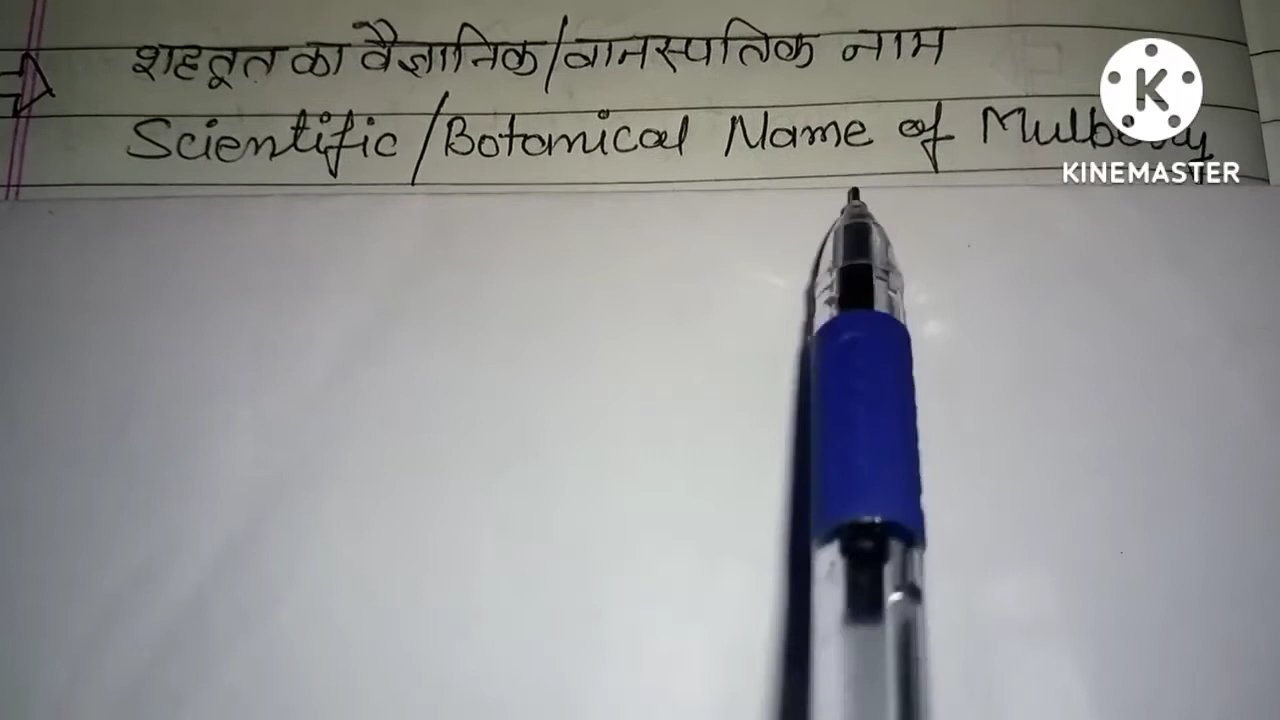 शहतूत का वैज्ञानिक/वानस्पतिक नाम
Scientific/Botanical Name of Mulberry
K
KINEMASTER